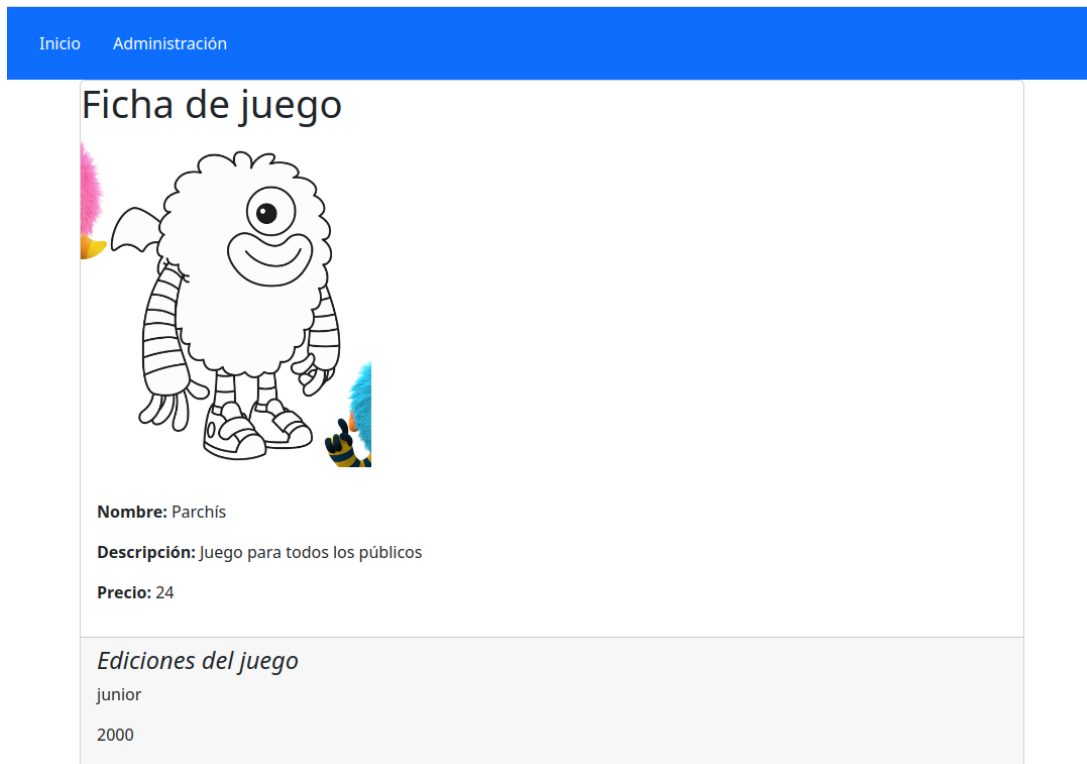 Inicio Administración
Ficha de juego
Nombre: Parchís
Descripción: Juego para todos los públicos
Precio: 24
Ediciones del juego
junior
2000